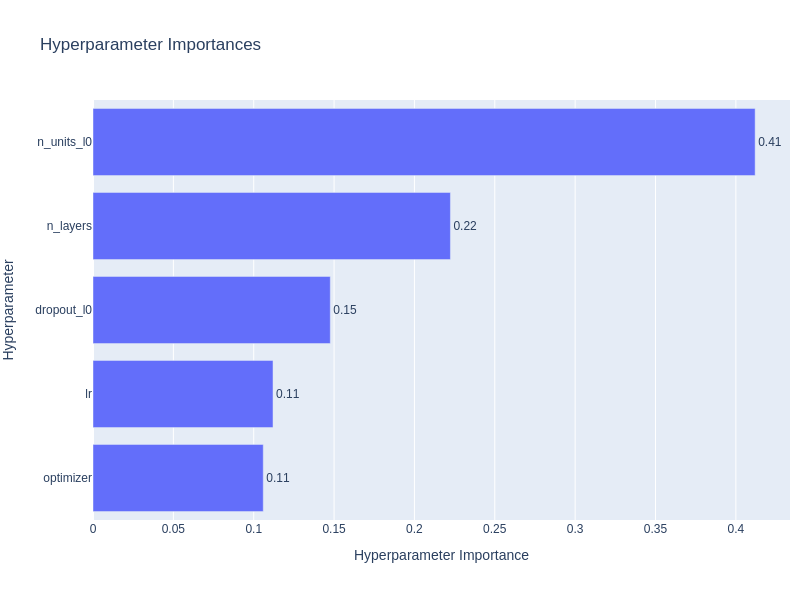 Hyperparameter Importances
n_units_l0
0.41
n_layers
0.22
dropout_l0
0.15
lr
0.11
optimizer
0.11
Hyperparameter
0
0.05
0.1
0.15
0.2
0.25
0.3
0.35
0.4
Hyperparameter Importance